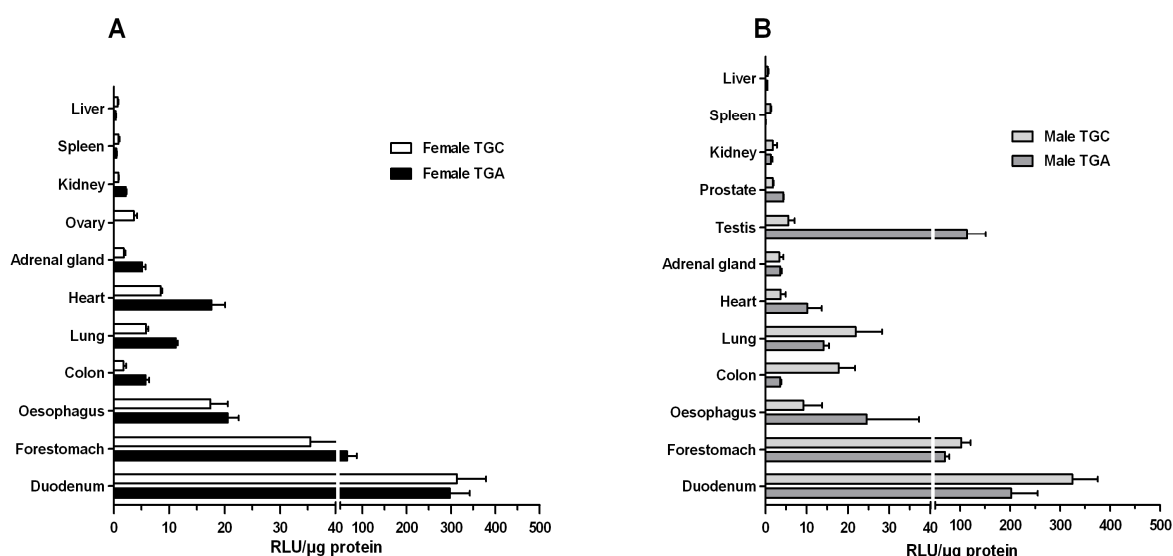 A
Liver
Spleen
Kidney
Ovary
Adrenal gland
Heart
Lung
Colon
Oesophagus
Forestomach
Duodenum
Female TGC
Female TGA
0 10 20 30 40 100 200 300 400 500
RLU/µg protein
B
Liver
Spleen
Kidney
Prostate
Testis
Adrenal gland
Heart
Lung
Colon
Oesophagus
Forestomach
Duodenum
Male TGC
Male TGA
0 10 20 30 40 100 200 300 400 500
RLU/µg protein